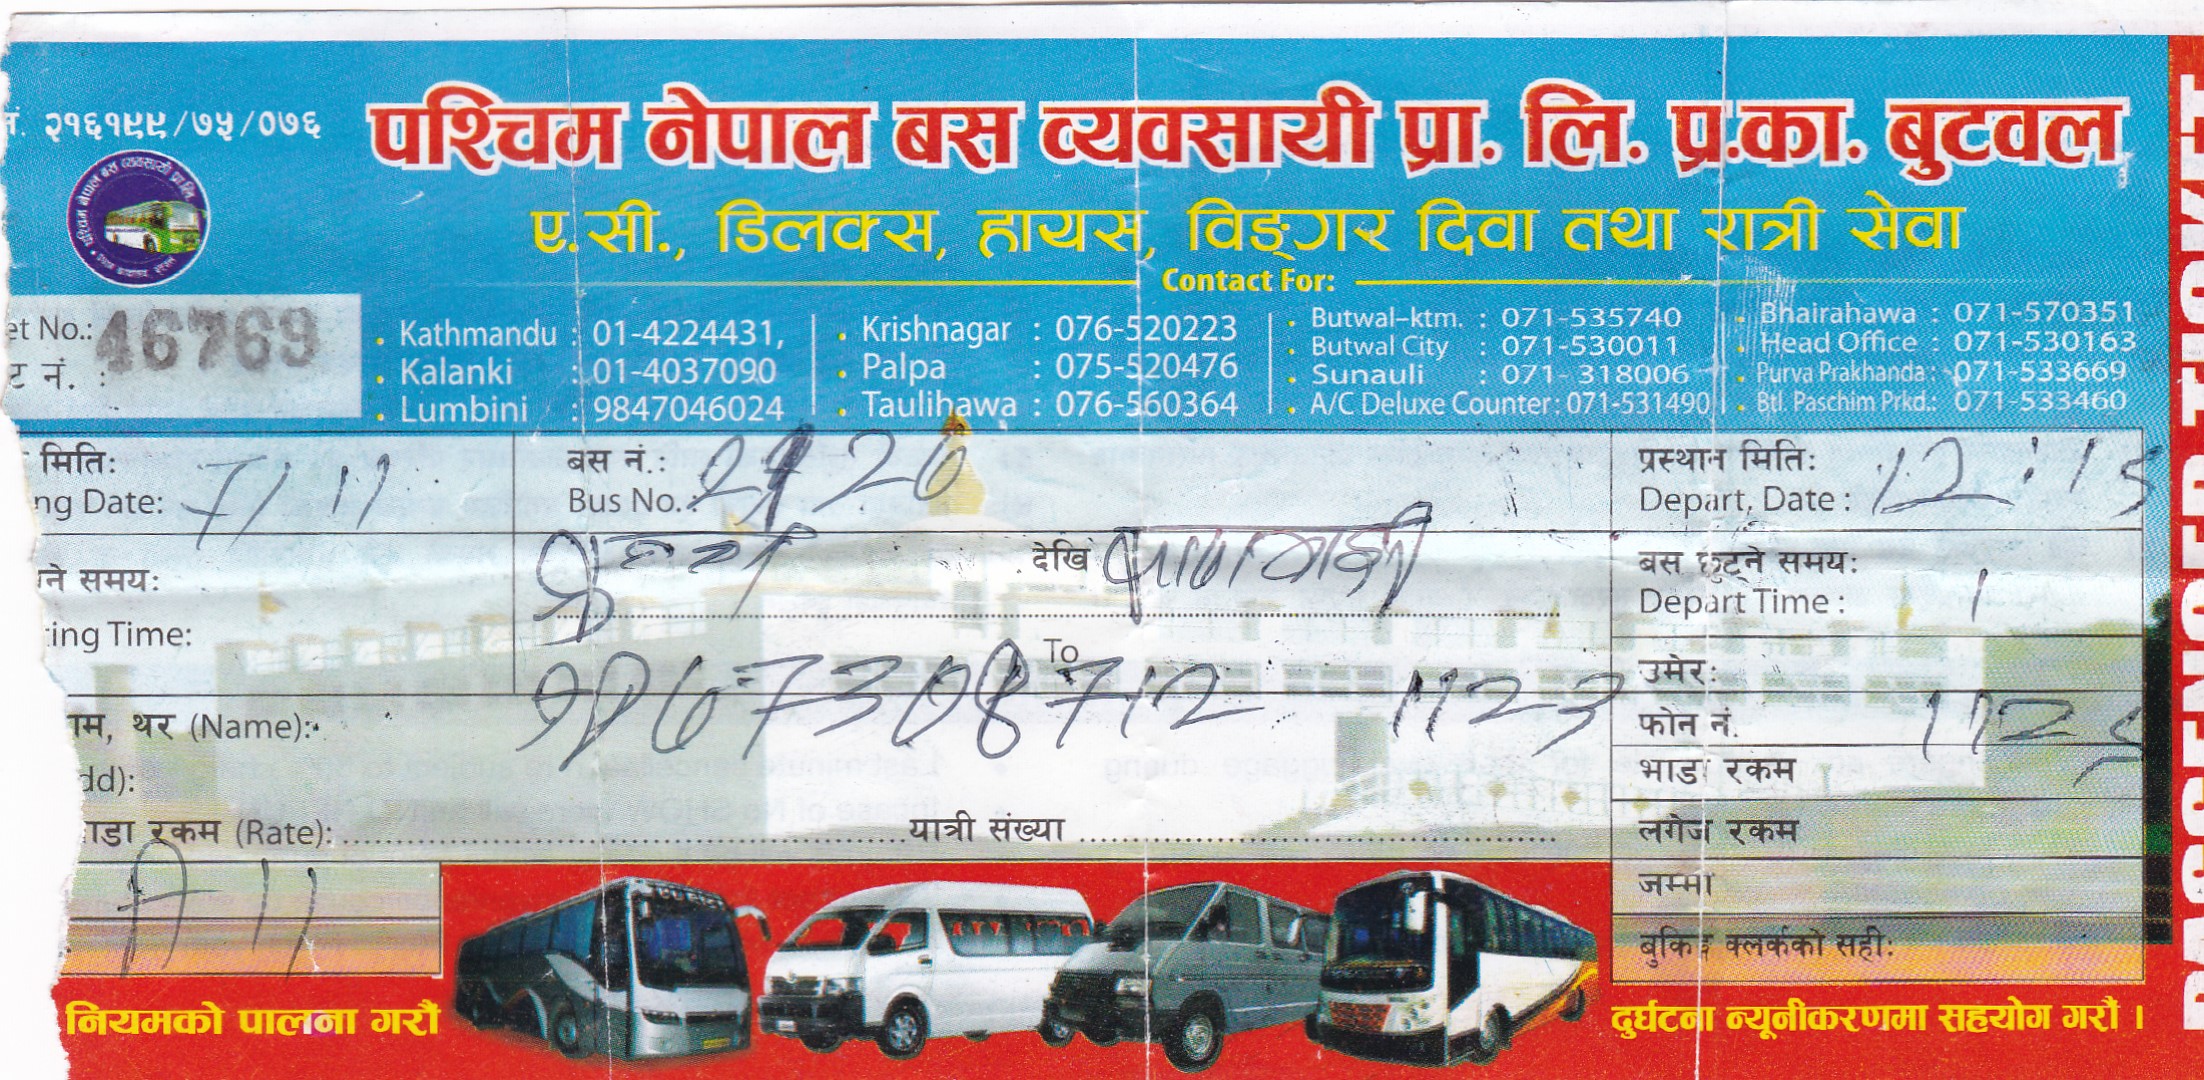 नं. २१६१९९/७५/०७६
पश्चिम नेपाल बस व्यवसायी प्रा. लि. प्र.का. बुटवल
पश्चिम नेपाल बस व्यवसायी प्रा.लि.
ए.सी., डिलक्स, हायस, विङ्गर दिवा तथा रात्री सेवा
Contact For:
et No.: 46769
ट नं. :
Kathmandu : 01-4224431,
Kalanki : 01-4037090
Lumbini : 9847046024
Krishnagar : 076-520223
Palpa : 075-520476
Taulihawa : 076-560364
Butwal-ktm. : 071-535740
Butwal City : 071-530011
Sunauli : 071-318006
A/C Deluxe Counter: 071-531490
Bhairahawa : 071-570351
Head Office : 071-530163
Purva Prakhanda : 071-533669
Btl. Paschim Prkd.: 071-533460
मिति:
ng Date: 7/11
बस नं.:
Bus No.:
प्रस्थान मिति:
Depart, Date : 12:15
ने समय:
ing Time:
देखि
To
बस छुट्ने समय:
Depart Time : 1
9867308712 1123
उमेर:
फोन नं. 1125
भाडा रकम
लगेज रकम
जम्मा
बुकिङ क्लर्कको सही:
ाम, थर (Name):
dd):
ाडा रकम (Rate): यात्री संख्या
A 11
नियमको पालना गरौं
दुर्घटना न्यूनीकरणमा सहयोग गरौं ।
PASSENGER TICKET